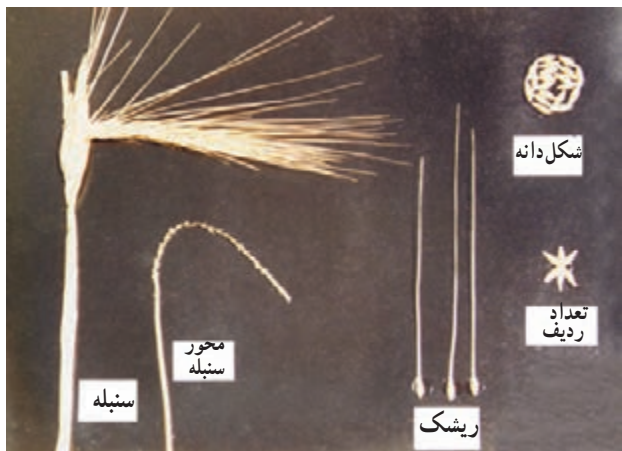 شکل‌دانه
تعداد
ردیف
محور
سنبله
سنبله
ریشک